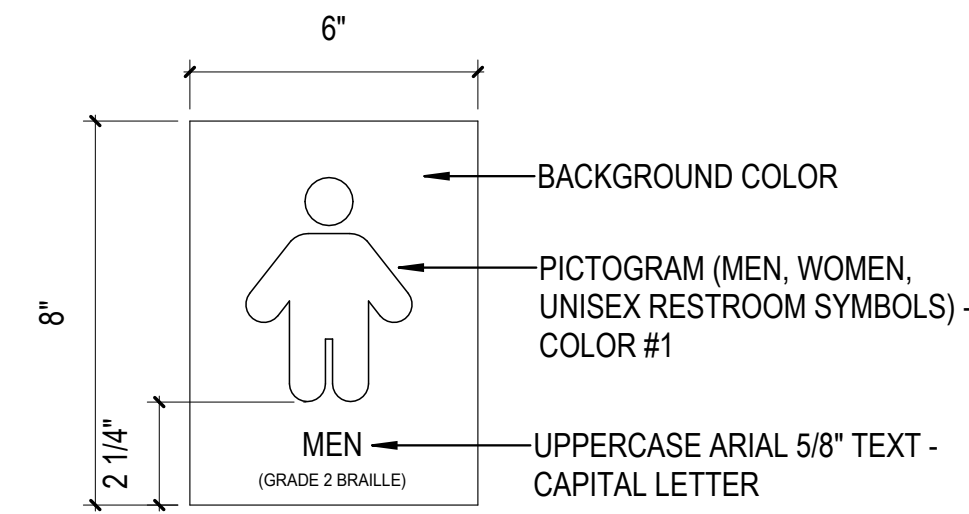 6"
BACKGROUND COLOR
PICTOGRAM (MEN, WOMEN,
UNISEX RESTROOM SYMBOLS) -
COLOR #1
8"
2 1/4"
MEN
(GRADE 2 BRAILLE)
UPPERCASE ARIAL 5/8" TEXT -
CAPITAL LETTER